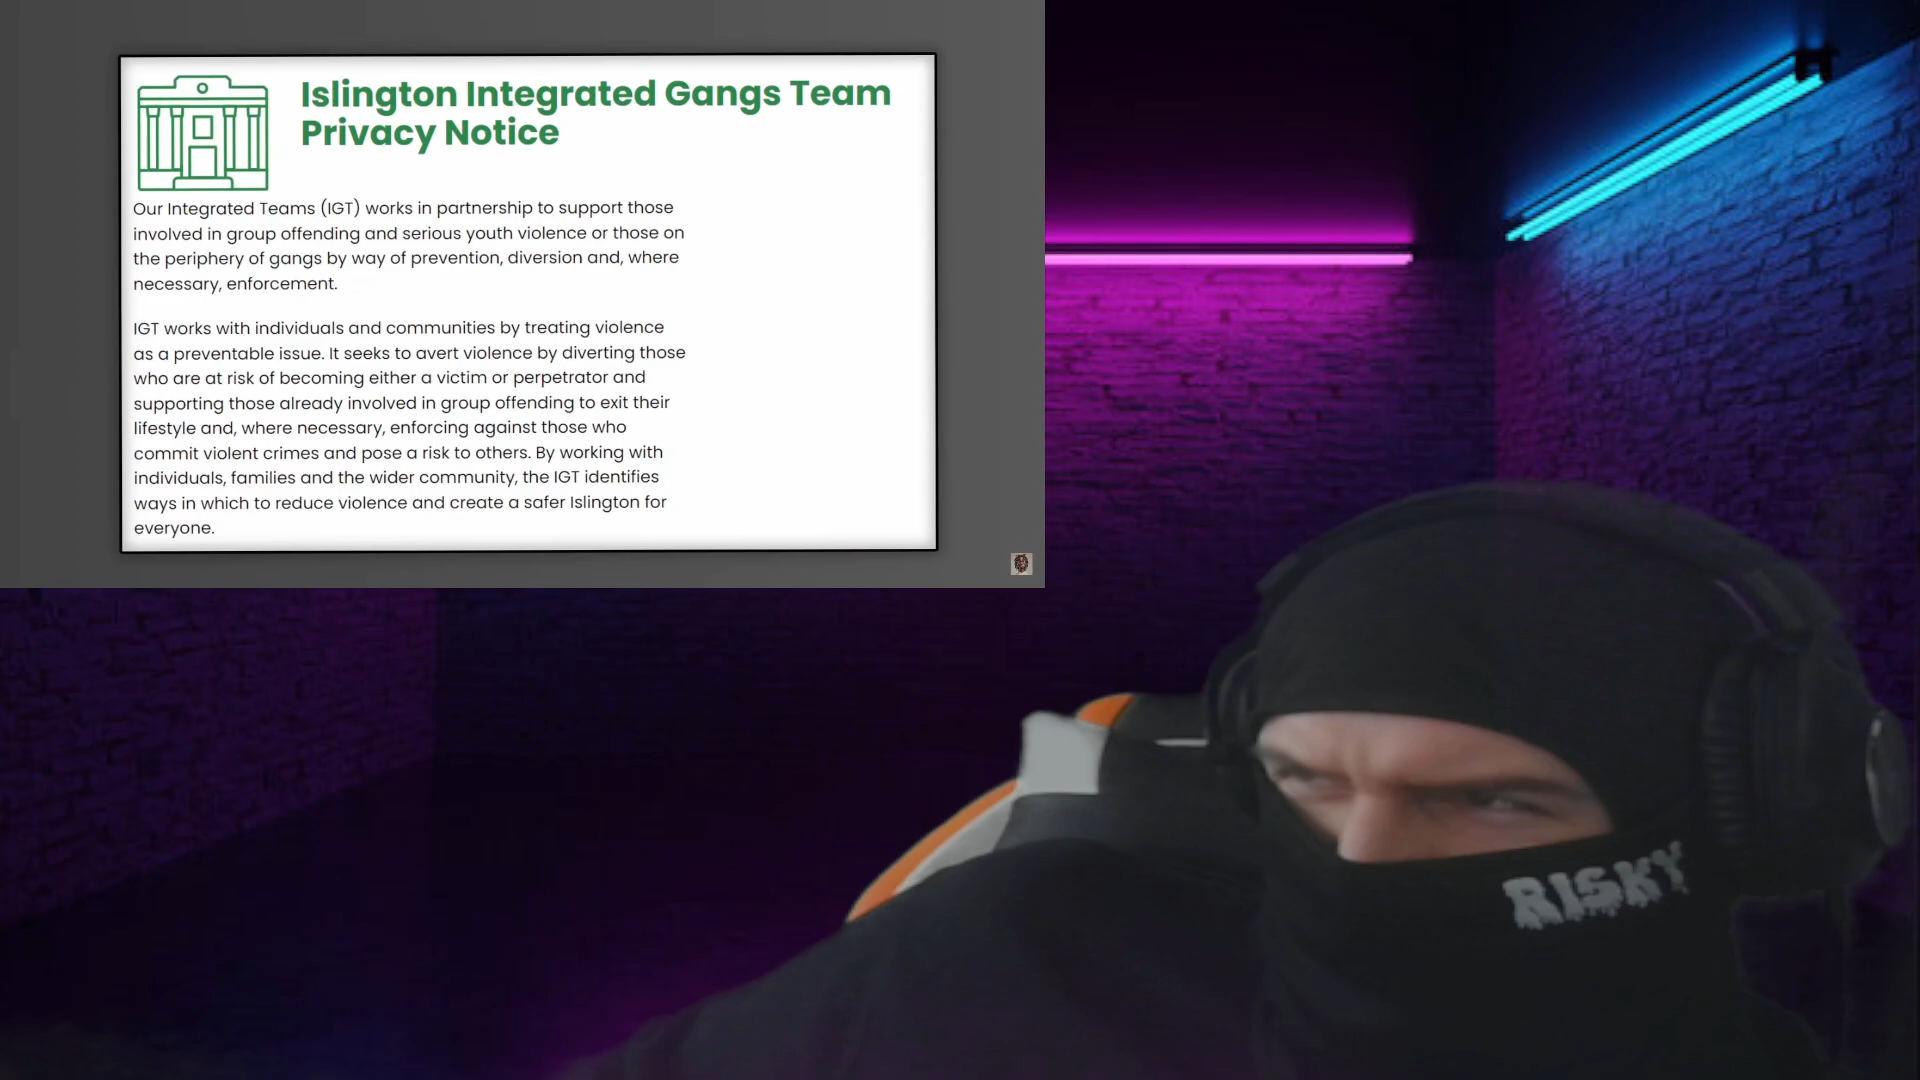 Islington Integrated Gangs Team
Privacy Notice
Our Integrated Teams (IGT) works in partnership to support those
involved in group offending and serious youth violence or those on
the periphery of gangs by way of prevention, diversion and, where
necessary, enforcement.
IGT works with individuals and communities by treating violence
as a preventable issue. It seeks to avert violence by diverting those
who are at risk of becoming either a victim or perpetrator and
supporting those already involved in group offending to exit their
lifestyle and, where necessary, enforcing against those who
commit violent crimes and pose a risk to others. By working with
individuals, families and the wider community, the IGT identifies
ways in which to reduce violence and create a safer Islington for
everyone.
RISKY